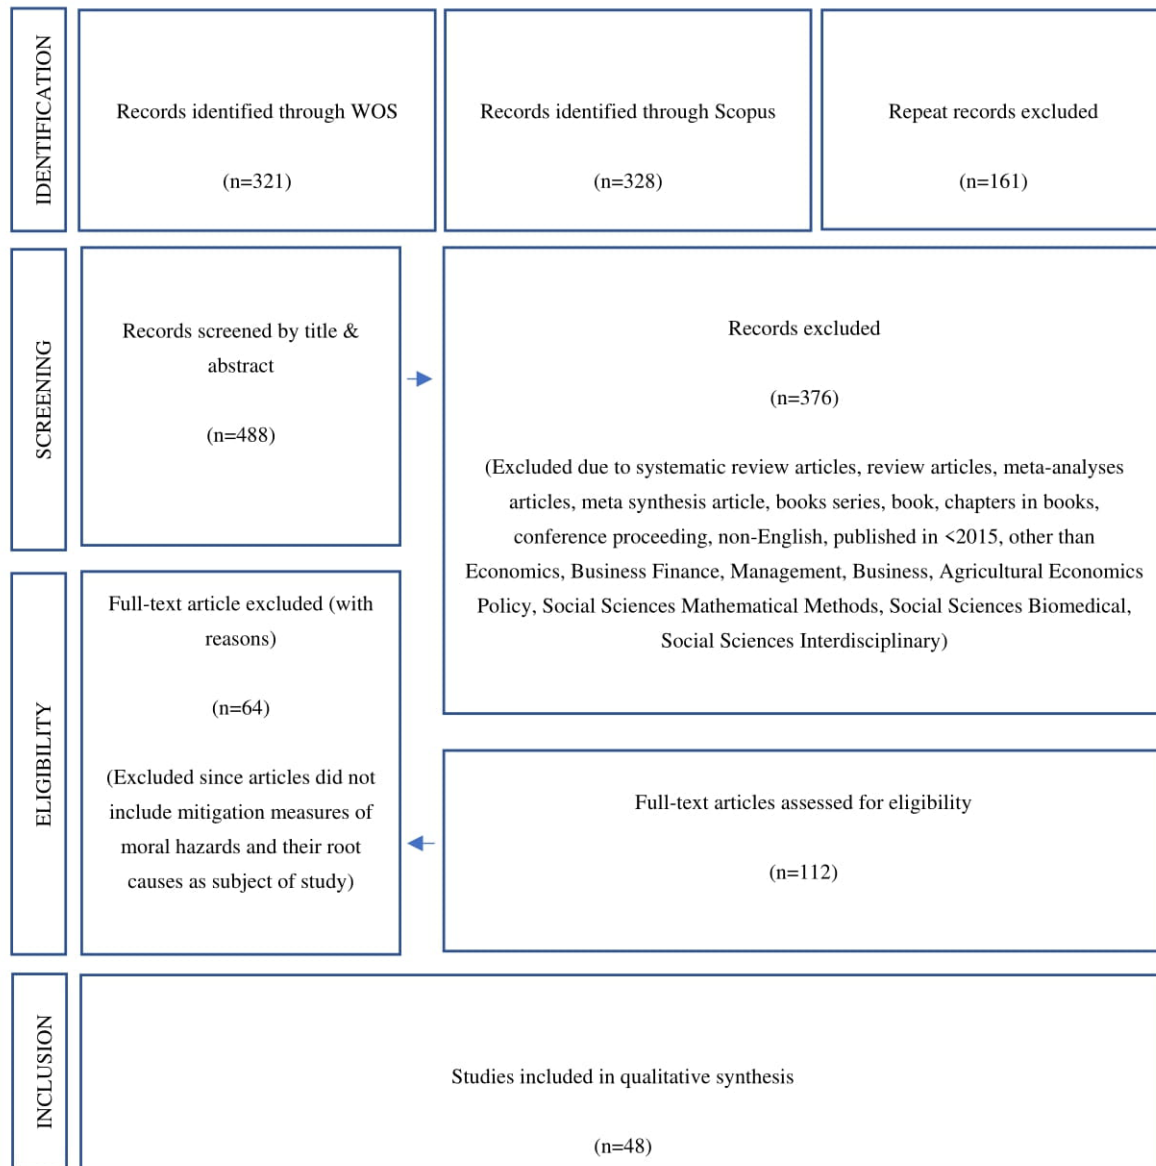 IDENTIFICATION
Records identified through WOS
(n=321)
Records identified through Scopus
(n=328)
Repeat records excluded
(n=161)
SCREENING
Records screened by title &
abstract
(n=488)
Records excluded
(n=376)
(Excluded due to systematic review articles, review articles, meta-analyses
articles, meta synthesis article, books series, book, chapters in books,
conference proceeding, non-English, published in <2015, other than
Economics, Business Finance, Management, Business, Agricultural Economics
Policy, Social Sciences Mathematical Methods, Social Sciences Biomedical,
Social Sciences Interdisciplinary)
ELIGIBILITY
Full-text article excluded (with
reasons)
(n=64)
(Excluded since articles did not
include mitigation measures of
moral hazards and their root
causes as subject of study)
Full-text articles assessed for eligibility
(n=112)
INCLUSION
Studies included in qualitative synthesis
(n=48)